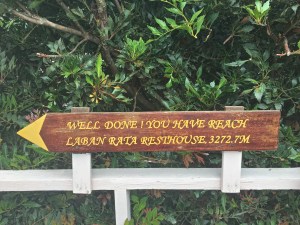 WELL DONE! YOU HAVE REACH
LABAN RATA RESTHOUSE, 3272.7M